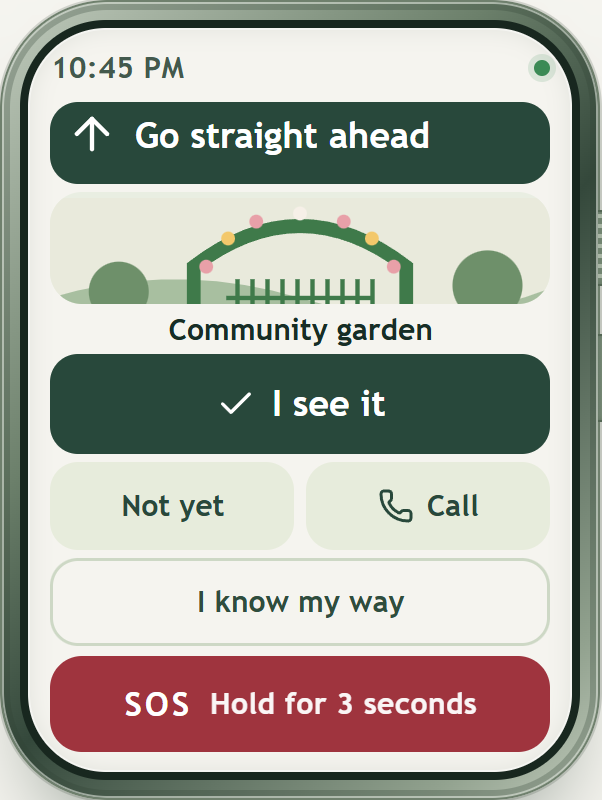 10:45 PM
Go straight ahead
Community garden
I see it
Not yet
Call
I know my way
SOS Hold for 3 seconds